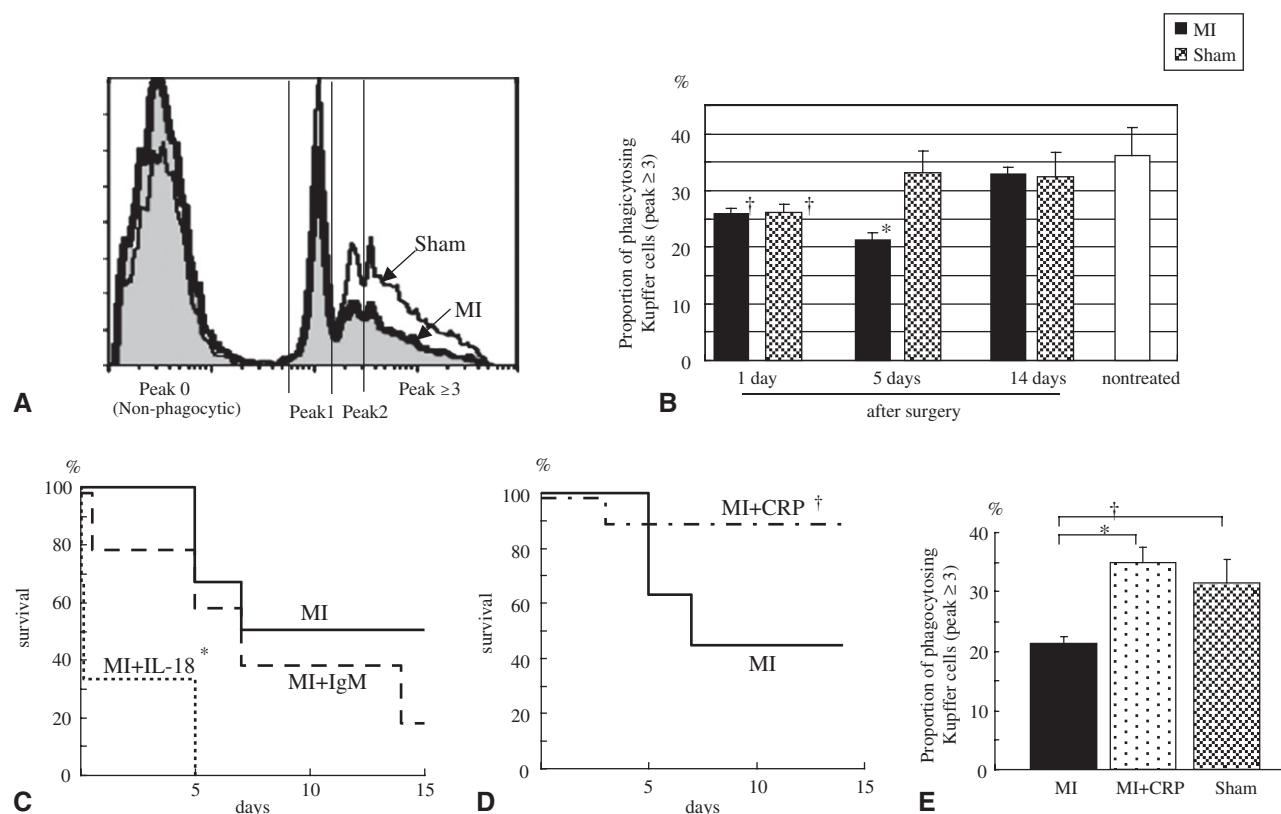 MI
Sham
Sham
MI
Peak 0
(Non-phagocytic)
Peak1
Peak2
Peak ≥3
A
%
Proportion of phagicytosing
Kupffer cells (peak ≥ 3)
40
30
20
10
0
†
†
*
1 day
5 days
14 days
nontreated
after surgery
B
%
survival
100
80
60
40
20
0
MI
MI+IL-18 *
MI+IgM
5
10
15
days
C
%
survival
100
80
60
40
20
0
MI+CRP †
MI
5
10
15
days
D
%
Proportion of phagocytosing
Kupffer cells (peak ≥ 3)
40
30
20
10
0
†
*
MI
MI+CRP
Sham
E